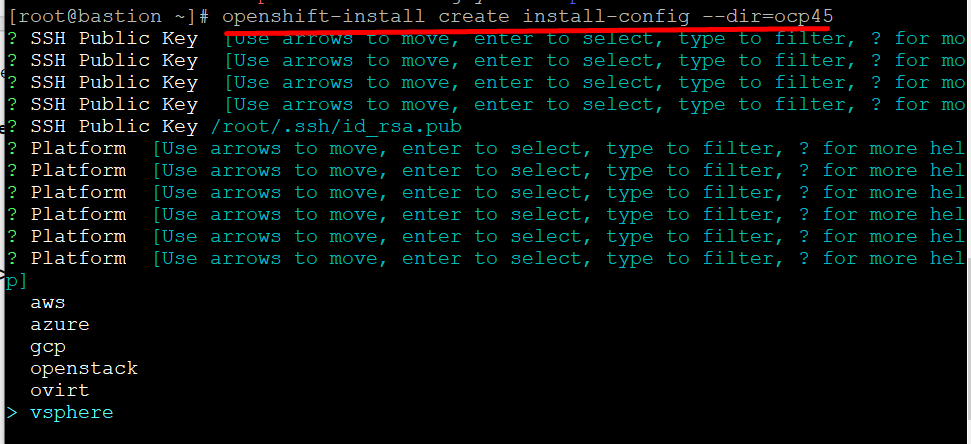 [root@bastion ~]# openshift-install create install-config --dir=ocp45
? SSH Public Key [Use arrows to move, enter to select, type to filter, ? for mo
? SSH Public Key [Use arrows to move, enter to select, type to filter, ? for mo
? SSH Public Key [Use arrows to move, enter to select, type to filter, ? for mo
? SSH Public Key [Use arrows to move, enter to select, type to filter, ? for mo
? SSH Public Key /root/.ssh/id_rsa.pub
? Platform [Use arrows to move, enter to select, type to filter, ? for more hel
? Platform [Use arrows to move, enter to select, type to filter, ? for more hel
? Platform [Use arrows to move, enter to select, type to filter, ? for more hel
? Platform [Use arrows to move, enter to select, type to filter, ? for more hel
? Platform [Use arrows to move, enter to select, type to filter, ? for more hel
? Platform [Use arrows to move, enter to select, type to filter, ? for more hel
p]
aws
azure
gcp
openstack
ovirt
> vsphere